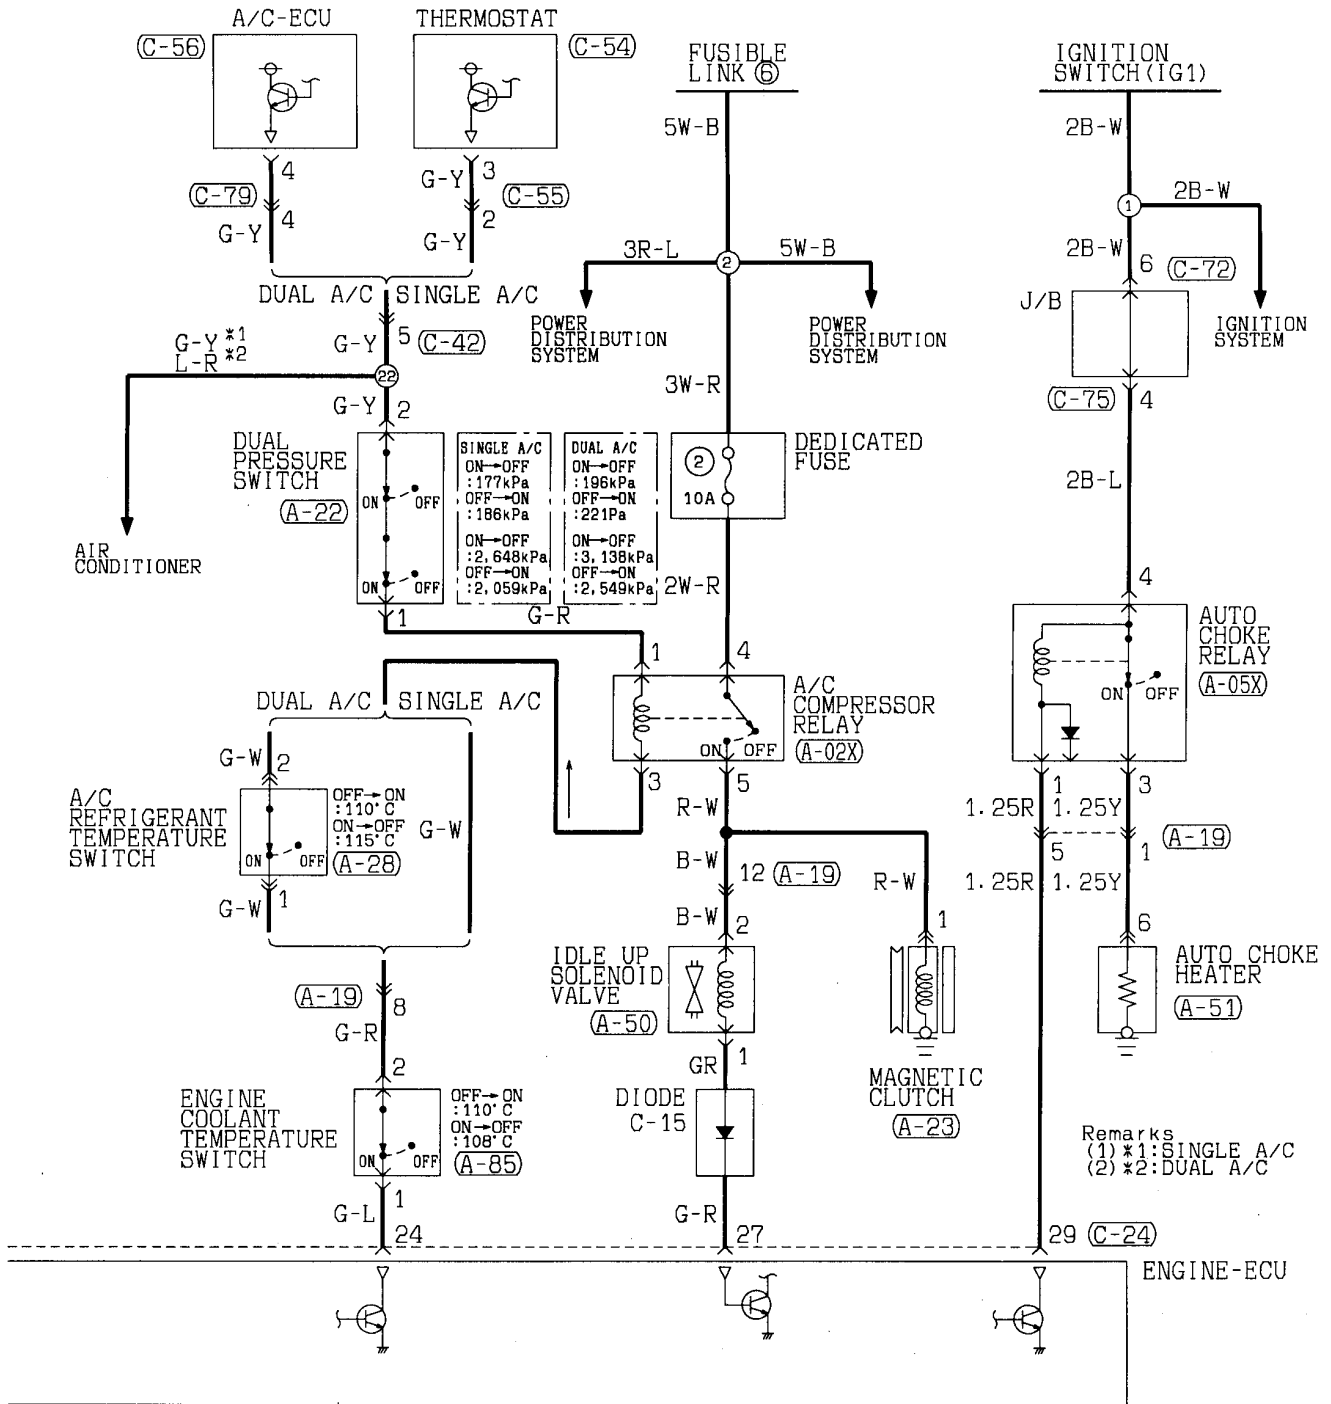 A/C-ECU
THERMOSTAT
C-56
C-54
FUSIBLE
LINK ⑥
IGNITION
SWITCH(IG1)
5W-B
2B-W
4
3
G-Y
C-79
C-55
4
2
G-Y
G-Y
2B-W
1
3R-L
5W-B
2
2B-W
6
C-72
DUAL A/C
SINGLE A/C
J/B
POWER
DISTRIBUTION
SYSTEM
POWER
DISTRIBUTION
SYSTEM
IGNITION
SYSTEM
G-Y *1
L-R *2
G-Y
5
C-42
22
3W-R
C-75
4
G-Y
2
DUAL
PRESSURE
SWITCH
A-22
ON
OFF
ON
OFF
SINGLE A/C
ON→OFF
:177kPa
OFF→ON
:186kPa
ON→OFF
:2,648kPa
OFF→ON
:2,059kPa
DUAL A/C
ON→OFF
:196kPa
OFF→ON
:221Pa
ON→OFF
:3,138kPa
OFF→ON
:2,549kPa
2
10A
DEDICATED
FUSE
2B-L
AIR
CONDITIONER
2W-R
1
G-R
4
AUTO
CHOKE
RELAY
A-05X
ON
OFF
1
4
A/C
COMPRESSOR
RELAY
A-02X
ON
OFF
DUAL A/C
SINGLE A/C
3
5
1
3
G-W
2
A/C
REFRIGERANT
TEMPERATURE
SWITCH
OFF→ON
:110°C
ON→OFF
:115°C
A-28
ON
OFF
G-W
R-W
1.25R
1.25Y
A-19
5
1
B-W
12
A-19
R-W
1.25R
1.25Y
G-W
1
B-W
2
1
6
IDLE UP
SOLENOID
VALVE
A-50
AUTO CHOKE
HEATER
A-51
A-19
8
G-R
2
GR
1
MAGNETIC
CLUTCH
A-23
ENGINE
COOLANT
TEMPERATURE
SWITCH
ON
OFF
OFF→ON
:110°C
ON→OFF
:108°C
A-85
DIODE
C-15
Remarks
(1)*1:SINGLE A/C
(2)*2:DUAL A/C
G-L
1
24
G-R
27
29
C-24
ENGINE-ECU